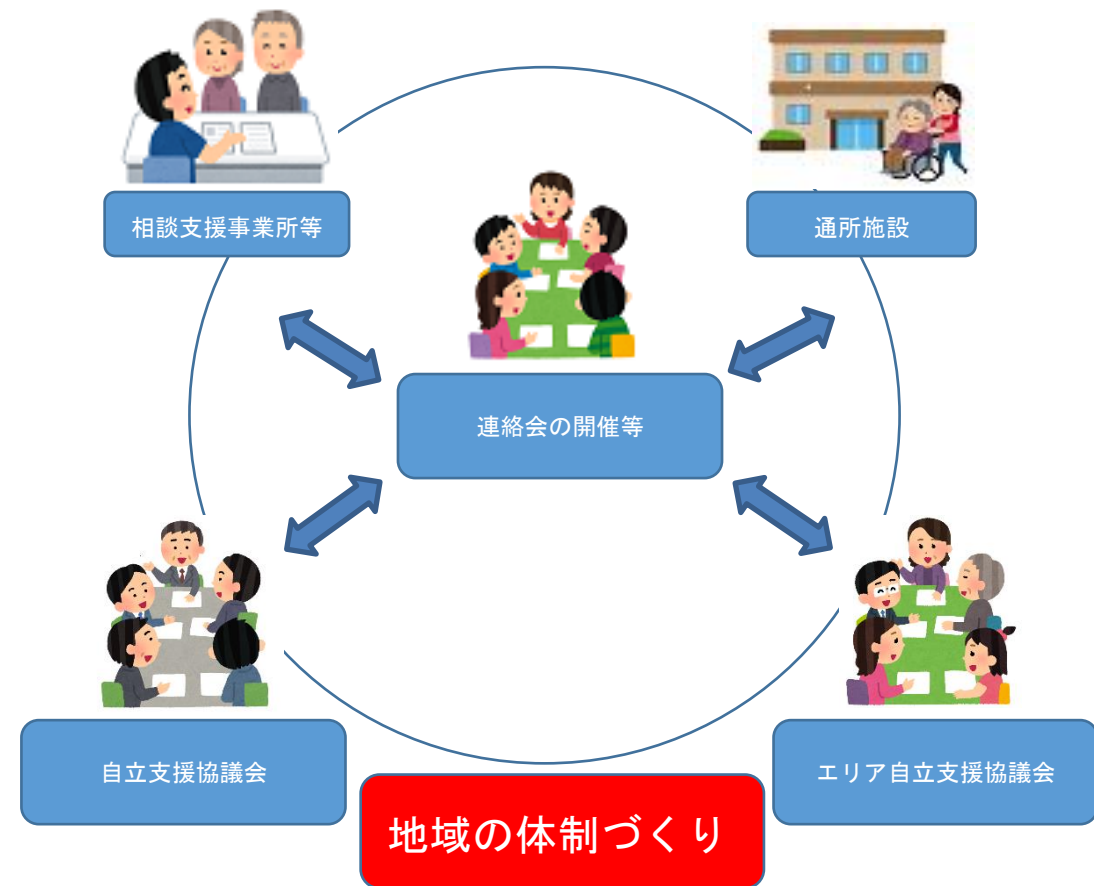 相談支援事業所等
通所施設
連絡会の開催等
自立支援協議会
エリア自立支援協議会
地域の体制づくり